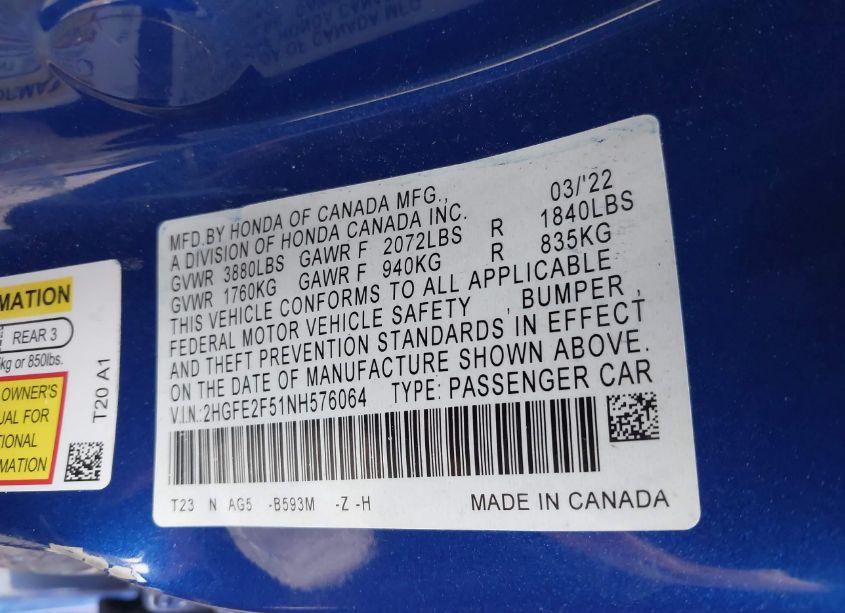 MFD.BY HONDA OF CANADA MFG., 03/'22
A DIVISION OF HONDA CANADA INC.
GVWR 3880LBS GAWR F 2072LBS R 1840LBS
GVWR 1760KG GAWR F 940KG R 835KG
THIS VEHICLE CONFORMS TO ALL APPLICABLE
FEDERAL MOTOR VEHICLE SAFETY , BUMPER ,
AND THEFT PREVENTION STANDARDS IN EFFECT
ON THE DATE OF MANUFACTURE SHOWN ABOVE.
V.I.N.:2HGFE2F51NH576064 TYPE: PASSENGER CAR
T23 N AG5 -B593M -Z -H MADE IN CANADA
MATION
REAR 3
kg or 850lbs.
OWNER'S
UAL FOR
TIONAL
MATION
T20 A1